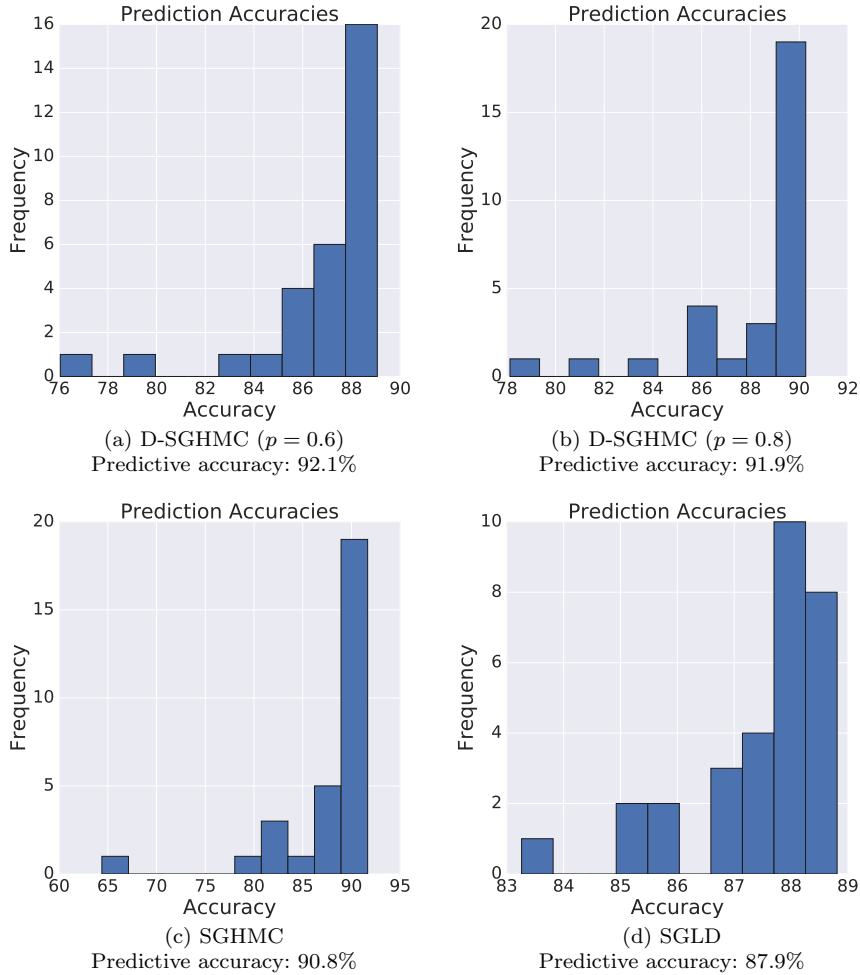 Prediction Accuracies
16
14
12
10
8
6
4
2
0
Frequency
76 78 80 82 84 86 88 90
Accuracy
(a) D-SGHMC (p = 0.6)
Predictive accuracy: 92.1%
Prediction Accuracies
20
15
10
5
0
Frequency
78 80 82 84 86 88 90 92
Accuracy
(b) D-SGHMC (p = 0.8)
Predictive accuracy: 91.9%
Prediction Accuracies
20
15
10
5
0
Frequency
60 65 70 75 80 85 90 95
Accuracy
(c) SGHMC
Predictive accuracy: 90.8%
Prediction Accuracies
10
8
6
4
2
0
Frequency
83 84 85 86 87 88 89
Accuracy
(d) SGLD
Predictive accuracy: 87.9%